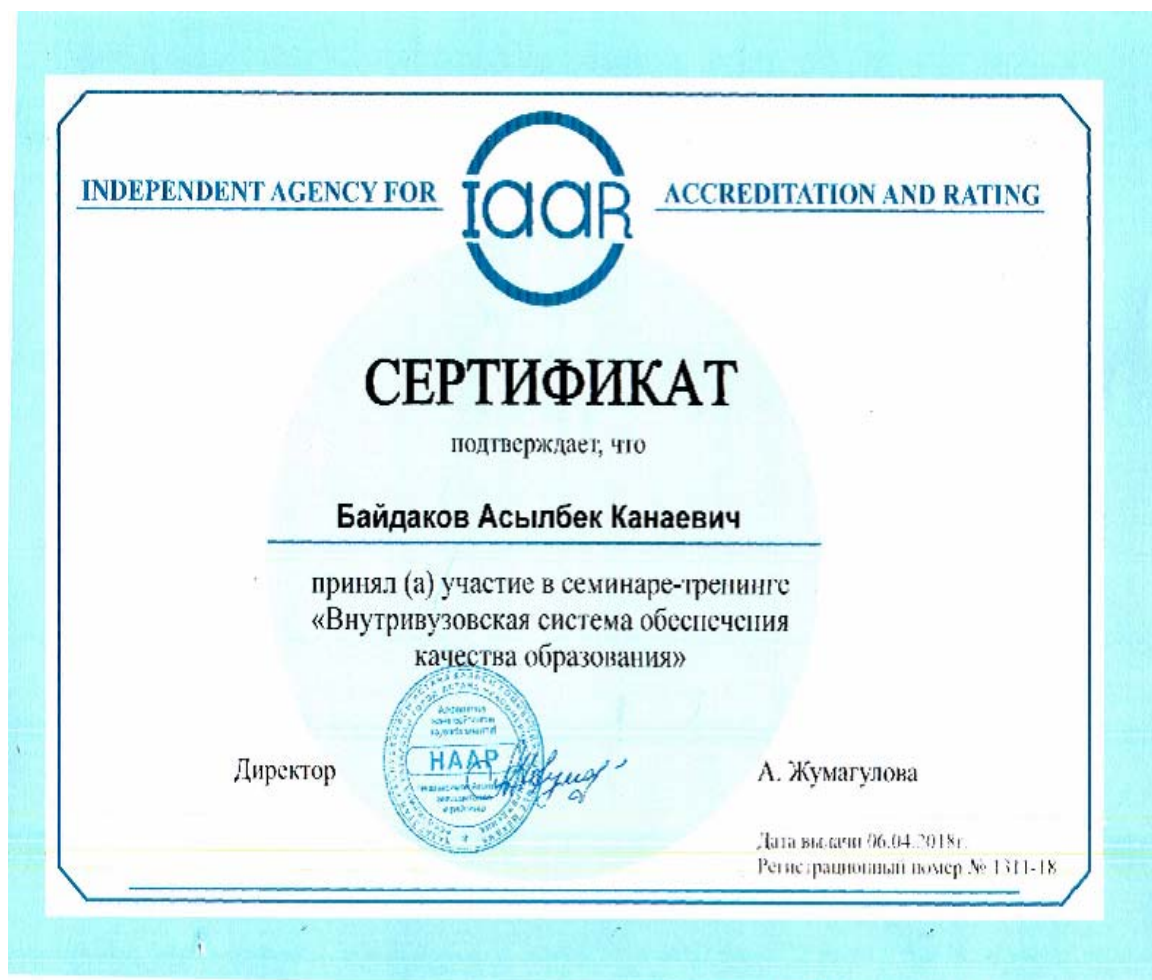 INDEPENDENT AGENCY FOR IaaR ACCREDITATION AND RATING
СЕРТИФИКАТ
подтверждает, что
Байдаков Асылбек Канаевич
принял (а) участие в семинаре-тренинге
«Внутривузовская система обеспечения
качества образования»
НААР
Директор
А. Жумагулова
Дата выдачи 06.04.2018г.
Регистрационный номер № 1311-18